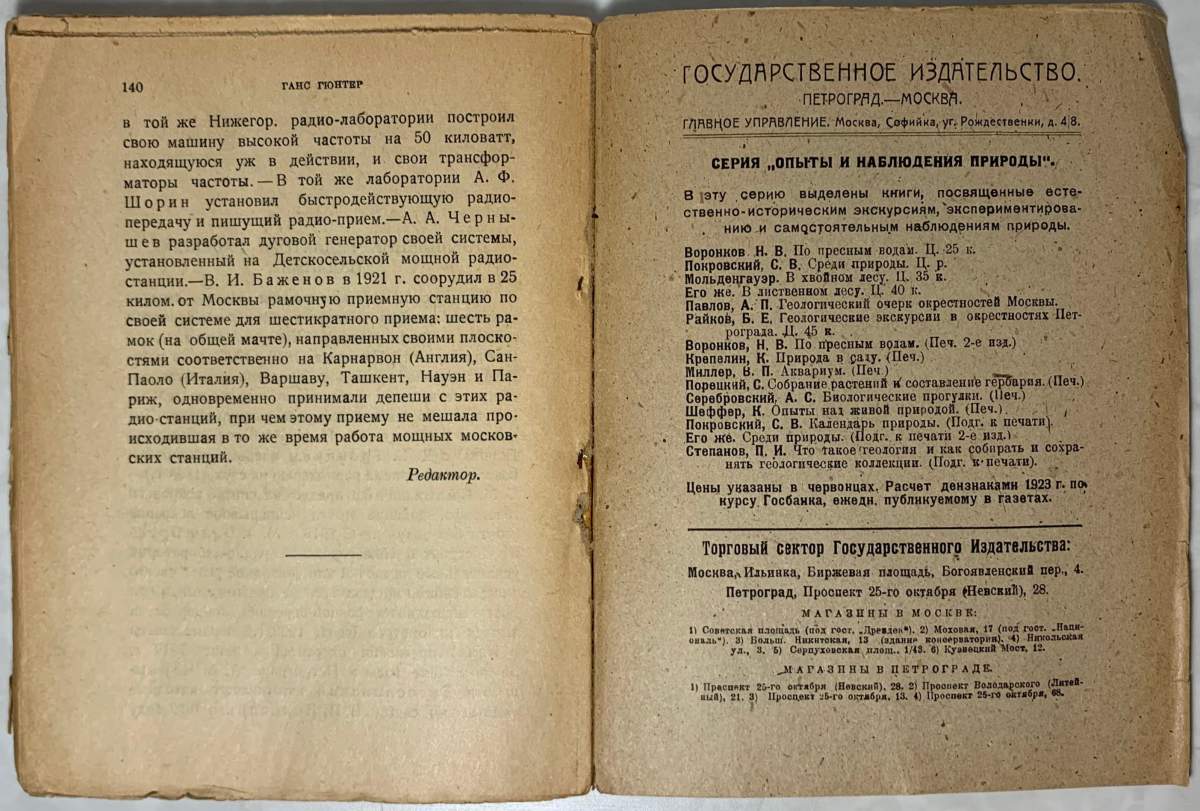 140
ГАНС ГЮНТЕР
в той же Нижегор. радио-лаборатории построил
свою машину высокой частоты на 50 киловатт,
находящуюся уж в действии, и свои трансфор-
маторы частоты.—В той же лаборатории А. Ф.
Шорин установил быстродействующую радио-
передачу и пишущий радио-прием.—А. А. Черны-
шев разработал дуговой генератор своей системы,
установленный на Детскосельской мощной радио-
станции.—В. И. Баженов в 1921 г. соорудил в 25
килом. от Москвы рамочную приемную станцию по
своей системе для шестикратного приема: шесть ра-
мок (на общей мачте), направленных своими плоско-
стями соответственно на Карнарвон (Англия), Сан-
Паоло (Италия), Варшаву, Ташкент, Науэн и Па-
риж, одновременно принимали депеши с этих ра-
дио-станций, при чем этому приему не мешала про-
исходившая в то же время работа мощных москов-
ских станций.
Редактор.
ГОСУДАРСТВЕННОЕ ИЗДАТЕЛЬСТВО.
ПЕТРОГРАД.—МОСКВА.
ГЛАВНОЕ УПРАВЛЕНИЕ. Москва, Софийка, уг. Рождественки, д. 4/8.
СЕРИЯ „ОПЫТЫ И НАБЛЮДЕНИЯ ПРИРОДЫ".
В эту серию выделены книги, посвященные есте-
ственно-историческим экскурсиям, экспериментирова-
нию и самостоятельным наблюдениям природы.
Воронков Н. В. По пресным водам. Ц. 25 к.
Покровский, С. В. Среди природы. Ц. р.
Мольденгауэр. В хвойном лесу. Ц. 35 к.
Его же. В лиственном лесу. Ц. 40 к.
Павлов, А. П. Геологический очерк окрестностей Москвы.
Райков, Б. Е. Геологические экскурсии в окрестностях Пет-
рограда. Ц. 45 к.
Воронков, Н. В. По пресным водам. (Печ. 2-е изд.)
Крепелин, К. Природа в саду. (Печ.)
Миллер, В. П. Аквариум. (Печ.)
Порецкий, С. Собрание растений и составление гербария. (Печ.)
Серебровский, А. С. Биологические прогулки. (Печ.)
Шеффер, К. Опыты над живой природой. (Печ.)
Покровский, С. В. Календарь природы. (Подг. к печати).
Его же. Среди природы. (Подг. к печати 2-е изд.)
Степанов, П. И. Что такое геология и как собирать и сохра-
нять геологические коллекции. (Подг. к печати).
Цены указаны в червонцах. Расчет дензнаками 1923 г. по
курсу Госбанка, ежедн. публикуемому в газетах.
Торговый сектор Государственного Издательства:
Москва, Ильинка, Биржевая площадь, Богоявленский пер., 4.
Петроград, Проспект 25-го октября (Невский), 28.
МАГАЗИНЫ В МОСКВЕ:
1) Советская площадь (под гост. „Дрезден"). 2) Моховая, 17 (под гост. „Наци-
ональ"). 3) Больш. Никитская, 13 (здание консерватории). 4) Никольская
ул., 3. 5) Серпуховская площ., 1/43. 6) Кузнецкий Мост, 12.
МАГАЗИНЫ В ПЕТРОГРАДЕ.
1) Проспект 25-го октября (Невский), 28. 2) Проспект Володарского (Литей-
ный), 21. 3) Проспект 25-го октября, 13. 4) Проспект 25-го октября, 68.